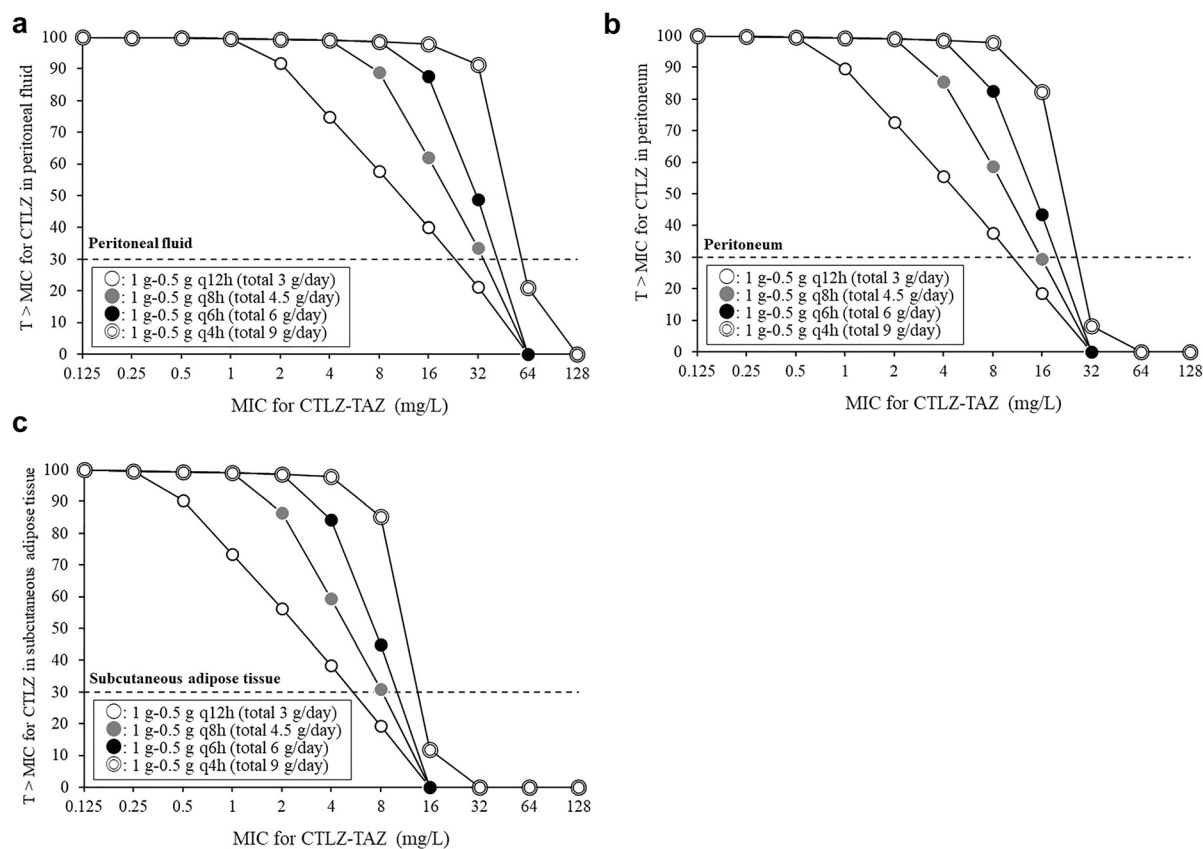 a
T > MIC for CTLZ in peritoneal fluid
100
90
80
70
60
50
40
30
20
10
0
Peritoneal fluid
: 1 g-0.5 g q12h (total 3 g/day)
: 1 g-0.5 g q8h (total 4.5 g/day)
: 1 g-0.5 g q6h (total 6 g/day)
: 1 g-0.5 g q4h (total 9 g/day)
0.125 0.25 0.5 1 2 4 8 16 32 64 128
MIC for CTLZ-TAZ (mg/L)
b
T > MIC for CTLZ in peritoneum
100
90
80
70
60
50
40
30
20
10
0
Peritoneum
: 1 g-0.5 g q12h (total 3 g/day)
: 1 g-0.5 g q8h (total 4.5 g/day)
: 1 g-0.5 g q6h (total 6 g/day)
: 1 g-0.5 g q4h (total 9 g/day)
0.125 0.25 0.5 1 2 4 8 16 32 64 128
MIC for CTLZ-TAZ (mg/L)
c
T > MIC for CTLZ in subcutaneous adipose tissue
100
90
80
70
60
50
40
30
20
10
0
Subcutaneous adipose tissue
: 1 g-0.5 g q12h (total 3 g/day)
: 1 g-0.5 g q8h (total 4.5 g/day)
: 1 g-0.5 g q6h (total 6 g/day)
: 1 g-0.5 g q4h (total 9 g/day)
0.125 0.25 0.5 1 2 4 8 16 32 64 128
MIC for CTLZ-TAZ (mg/L)